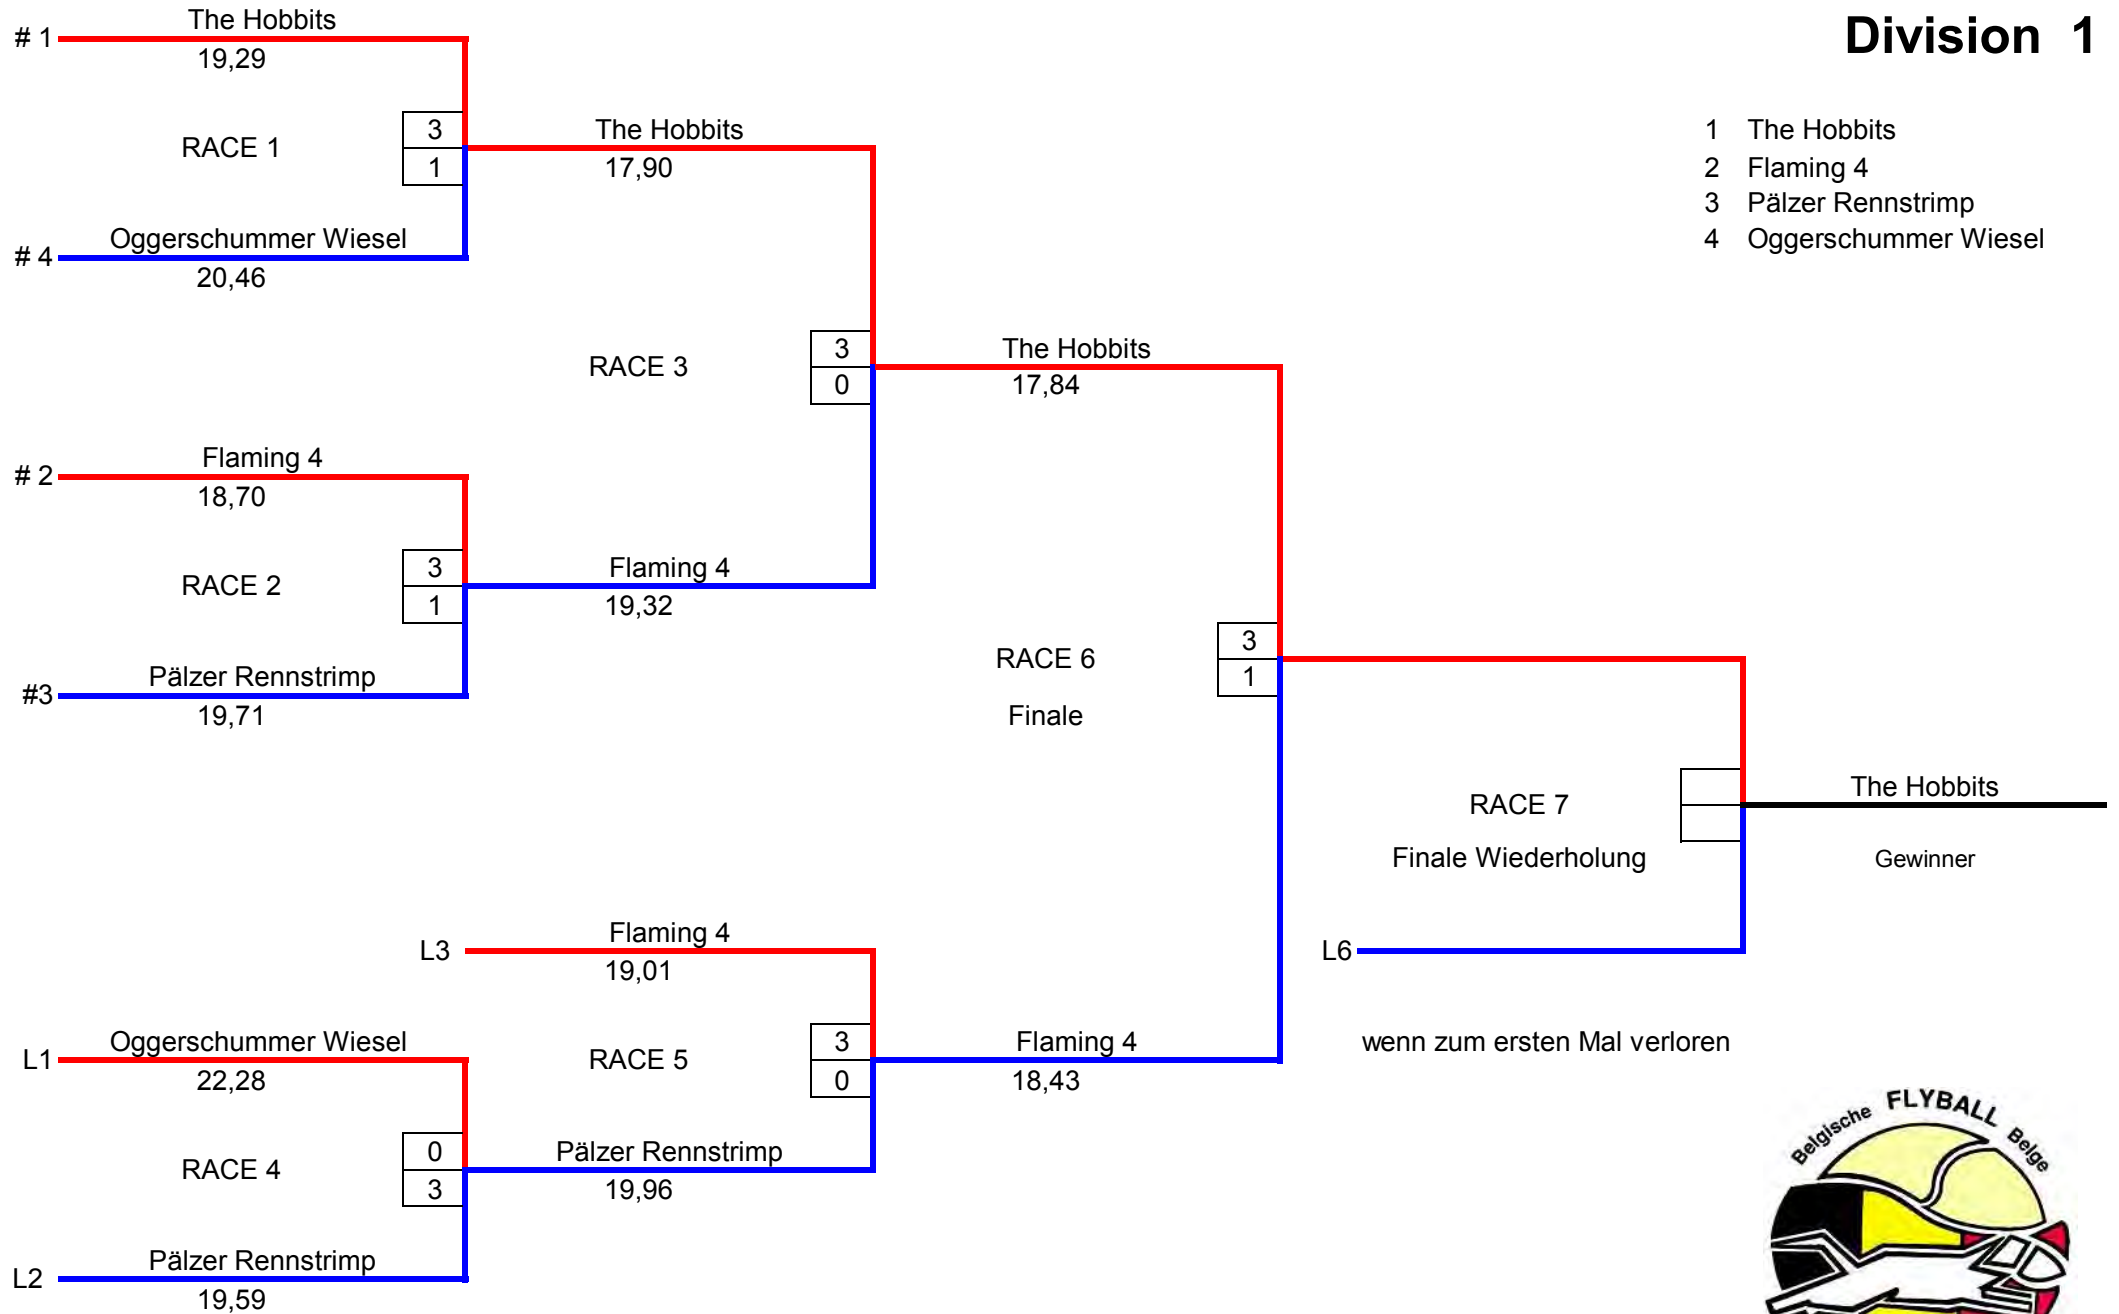 Division 1
1 The Hobbits
2 Flaming 4
3 Pälzer Rennstrimp
4 Oggerschummer Wiesel
# 1
The Hobbits
19,29
RACE 1
3
1
# 4
Oggerschummer Wiesel
20,46
The Hobbits
17,90
RACE 3
3
0
# 2
Flaming 4
18,70
RACE 2
3
1
#3
Pälzer Rennstrimp
19,71
Flaming 4
19,32
The Hobbits
17,84
RACE 6
3
1
Finale
RACE 7
Finale Wiederholung
The Hobbits
Gewinner
L6
wenn zum ersten Mal verloren
L3
Flaming 4
19,01
RACE 5
3
0
Flaming 4
18,43
L1
Oggerschummer Wiesel
22,28
RACE 4
0
3
Pälzer Rennstrimp
19,96
L2
Pälzer Rennstrimp
19,59
Belgische FLYBALL Belge